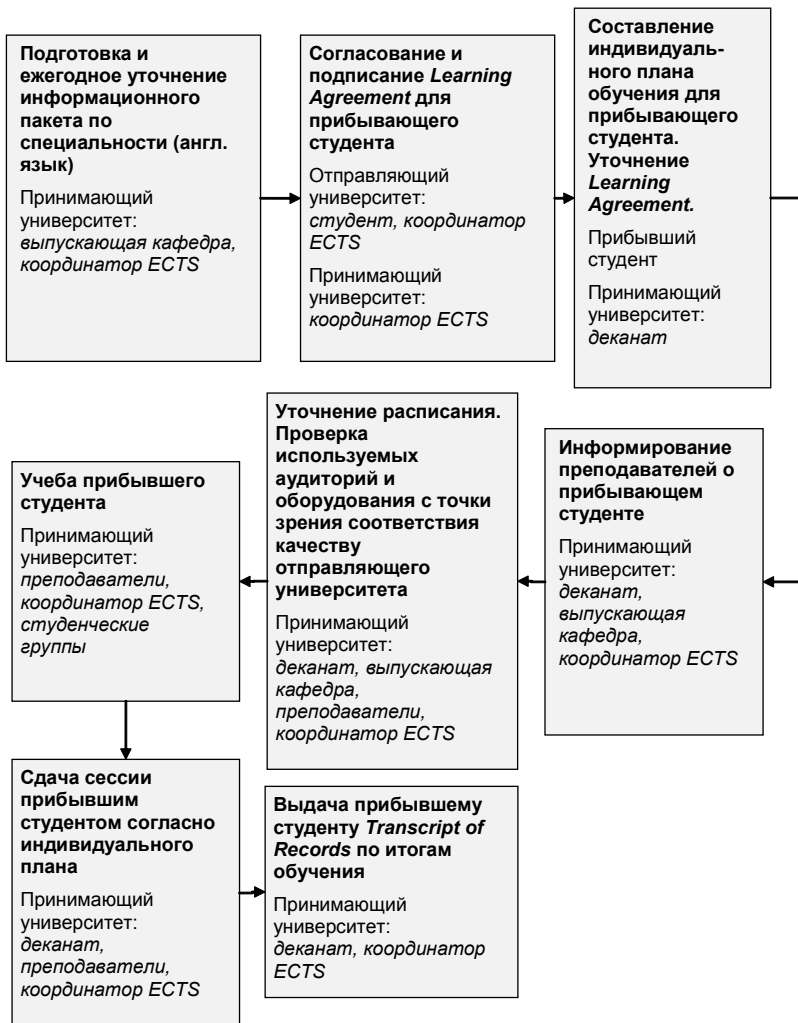 Подготовка и
ежегодное уточнение
информационного
пакета по
специальности (англ.
язык)
Принимающий
университет:
выпускающая кафедра,
координатор ECTS
Согласование и
подписание Learning
Agreement для
прибывающего
студента
Отправляющий
университет:
студент, координатор
ECTS
Принимающий
университет:
координатор ECTS
Составление
индивидуаль-
ного плана
обучения для
прибывающего
студента.
Уточнение
Learning
Agreement.
Прибывший
студент
Принимающий
университет:
деканат
Информирование
преподавателей о
прибывающем
студенте
Принимающий
университет:
деканат,
выпускающая
кафедра,
координатор ECTS
Уточнение расписания.
Проверка
используемых
аудиторий и
оборудования с точки
зрения соответствия
качеству
отправляющего
университета
Принимающий
университет:
деканат, выпускающая
кафедра,
преподаватели,
координатор ECTS
Учеба прибывшего
студента
Принимающий
университет:
преподаватели,
координатор ECTS,
студенческие
группы
Сдача сессии
прибывшим
студентом согласно
индивидуального
плана
Принимающий
университет:
деканат,
преподаватели,
координатор ECTS
Выдача прибывшему
студенту Transcript of
Records по итогам
обучения
Принимающий
университет:
деканат, координатор
ECTS